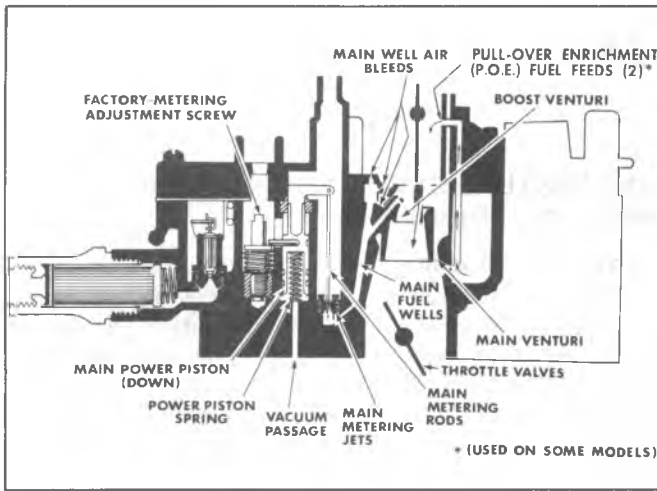 MAIN WELL AIR
BLEEDS
PULL-OVER ENRICHMENT
(P.O.E.) FUEL FEEDS (2)*
BOOST VENTURI
FACTORY-METERING
ADJUSTMENT SCREW
MAIN
FUEL
WELLS
MAIN VENTURI
MAIN POWER PISTON
(DOWN)
THROTTLE VALVES
POWER PISTON
SPRING
VACUUM
PASSAGE
MAIN
METERING
JETS
MAIN
METERING
RODS
* (USED ON SOME MODELS)